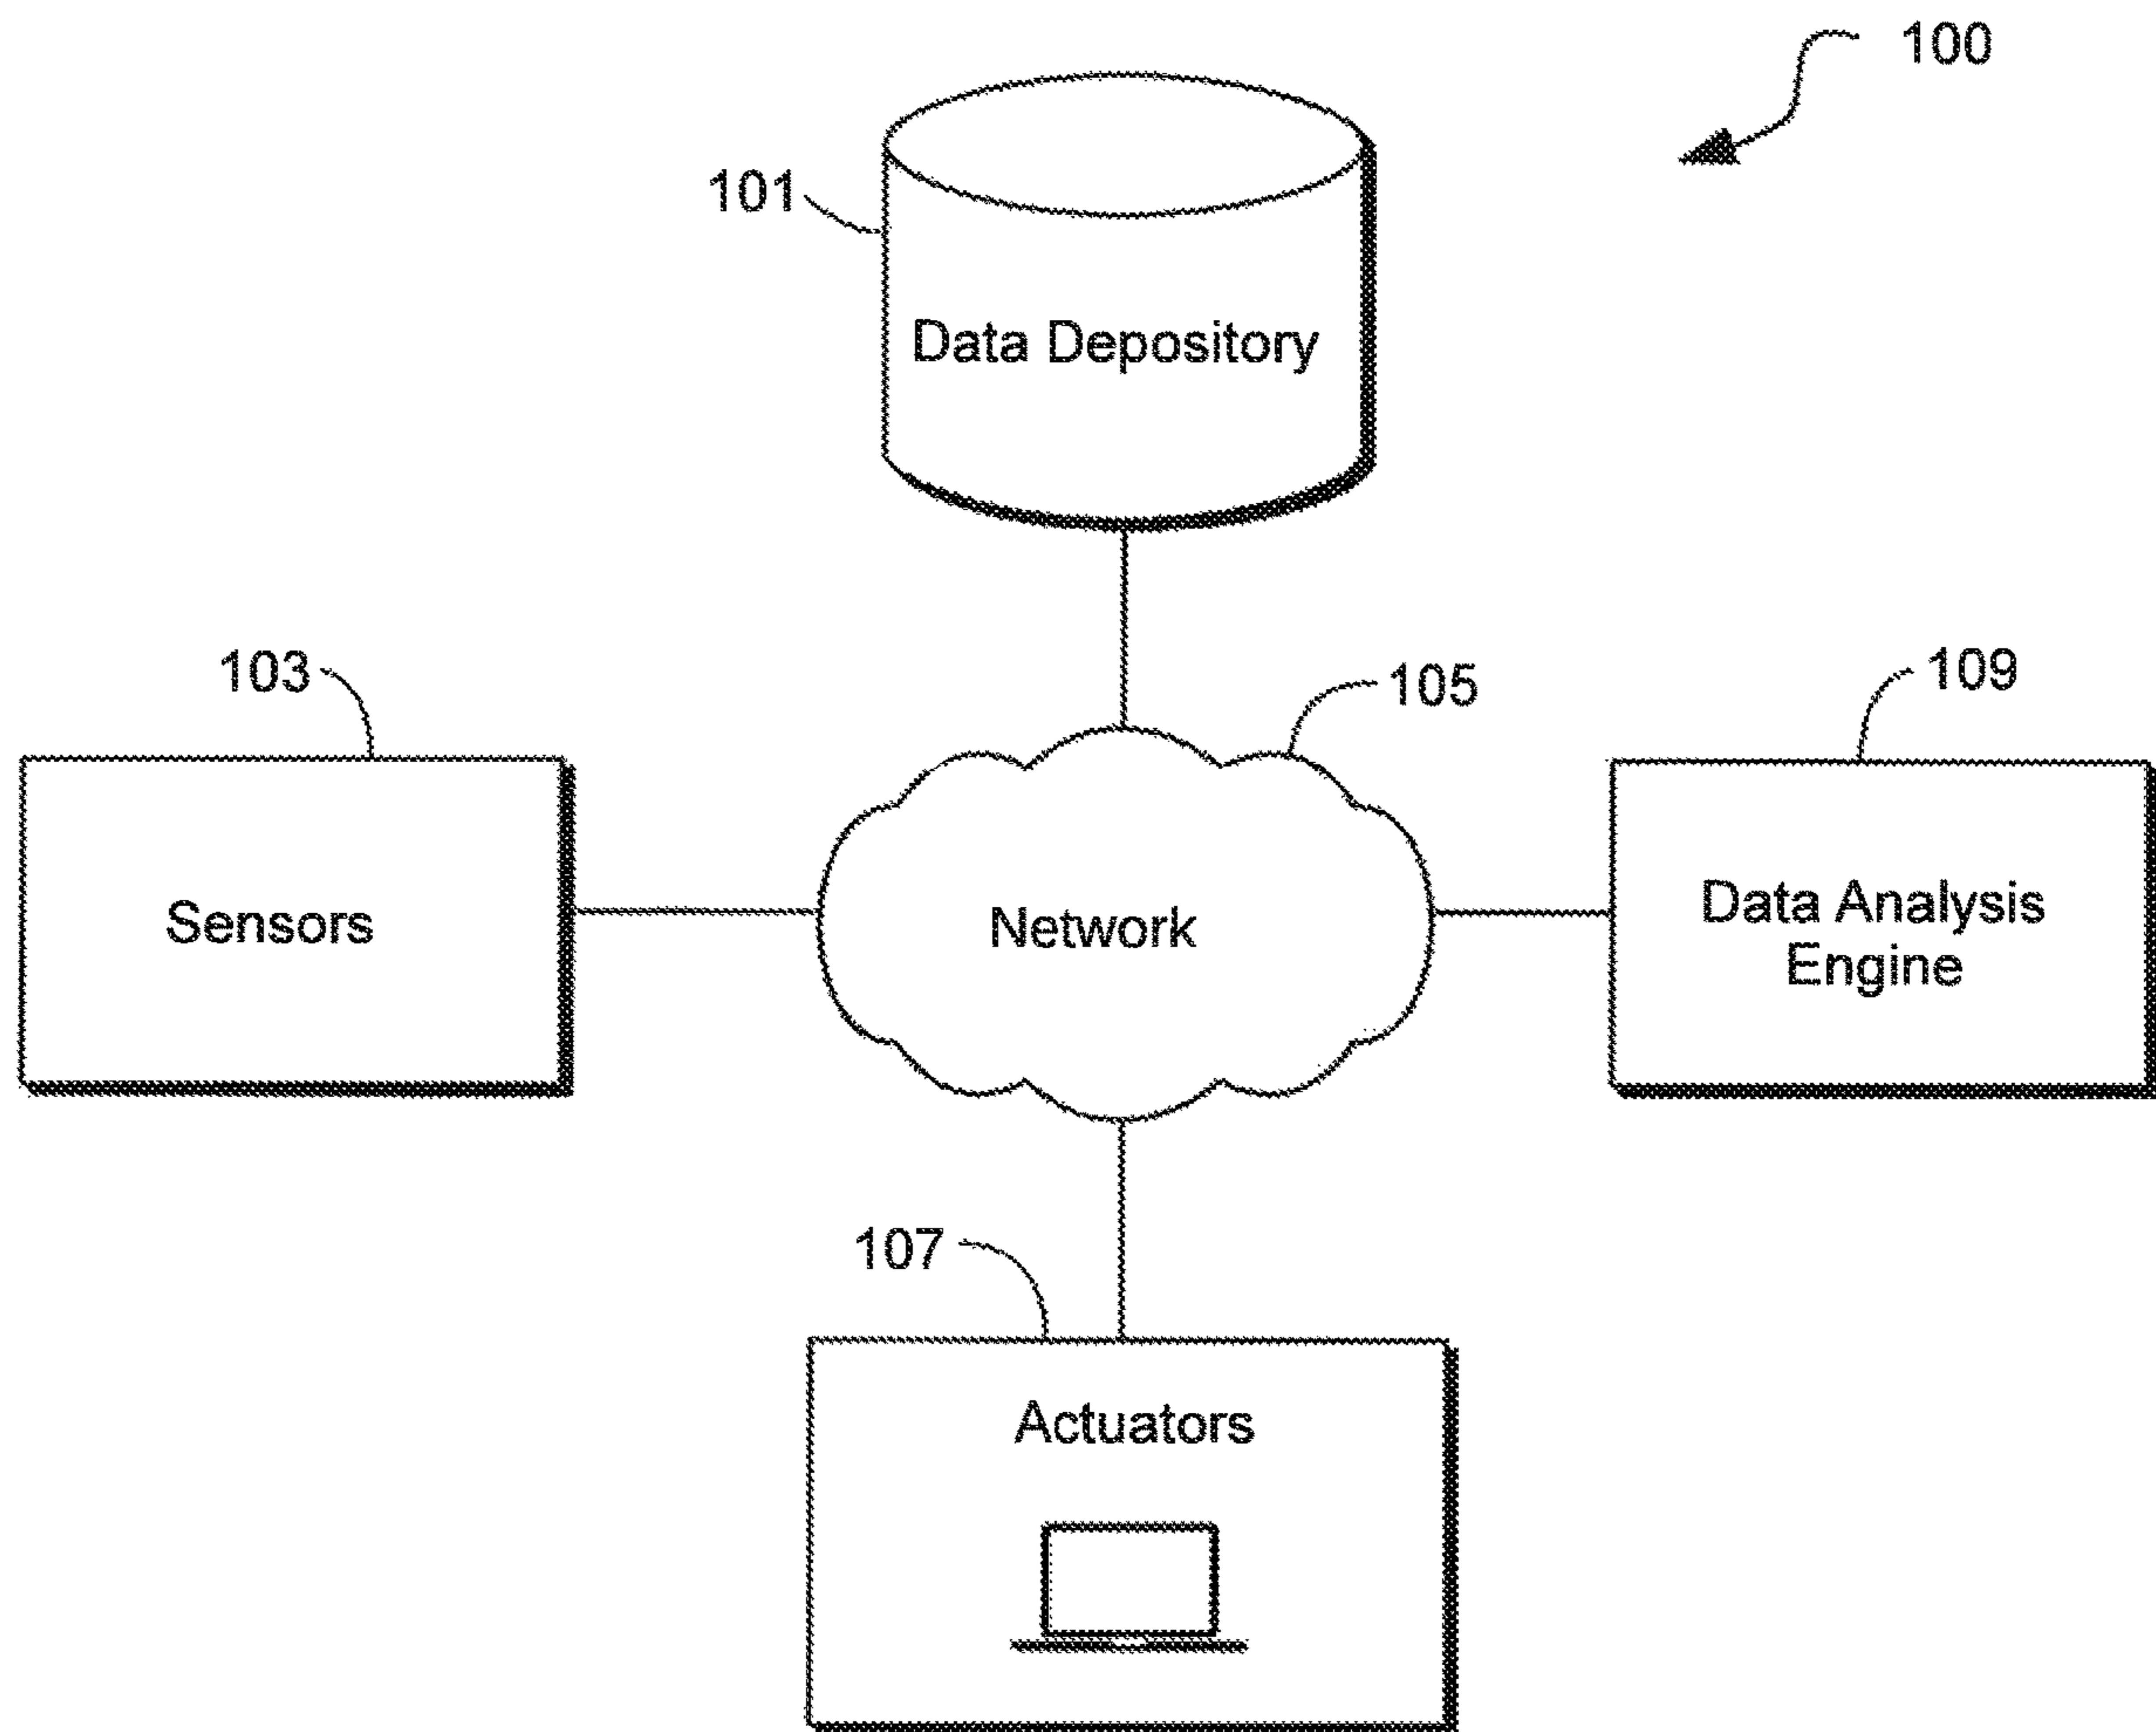 100
101
Data Depository
103
105
109
Sensors
Network
Data Analysis
Engine
107
Actuators